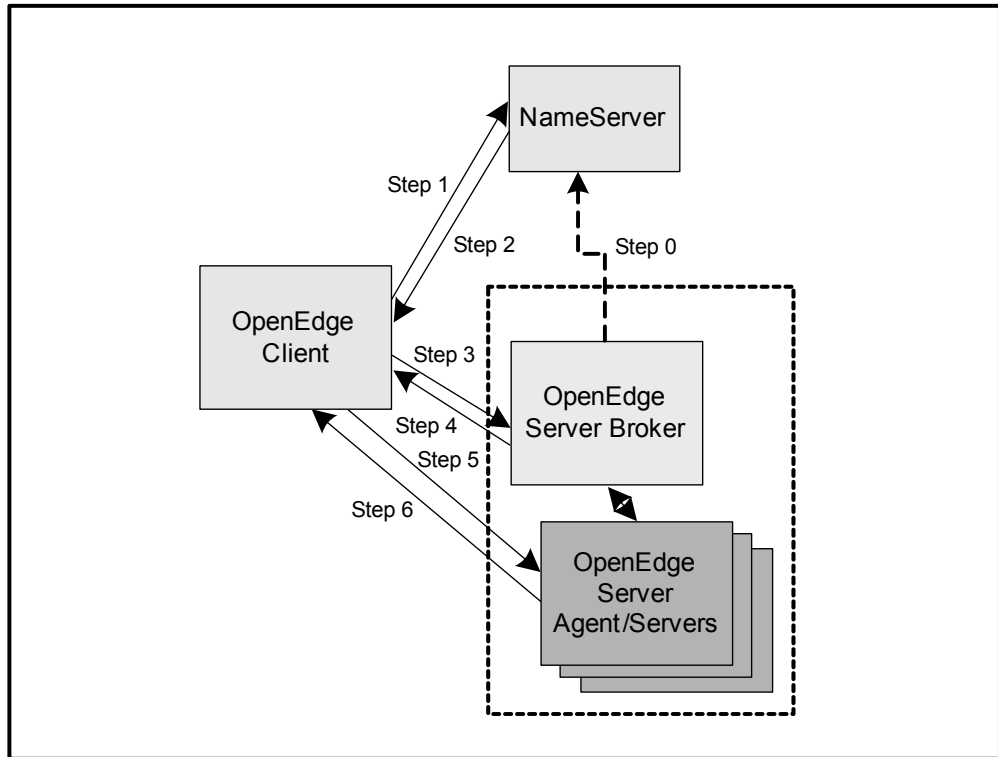 NameServer
Step 1
Step 2
Step 0
OpenEdge
Client
Step 3
OpenEdge
Server Broker
Step 4
Step 5
Step 6
OpenEdge
Server
Agent/Servers